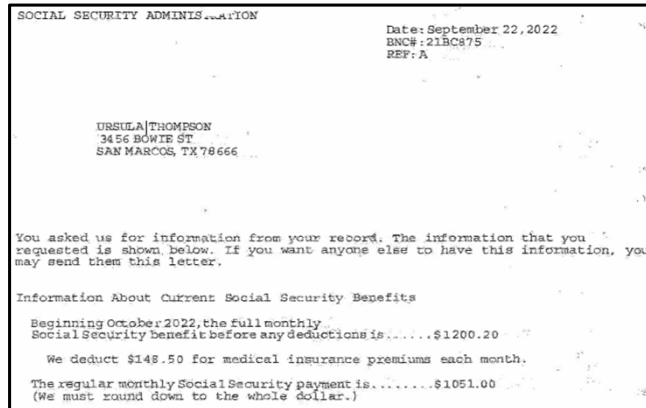 SOCIAL SECURITY ADMINISTRATION
Date: September 22, 2022
BNC#: 21BC875
REF: A
URSULA THOMPSON
3456 BOWIE ST
SAN MARCOS, TX 78666
You asked us for information from your record. The information that you
requested is shown below. If you want anyone else to have this information, you
may send them this letter.
Information About Current Social Security Benefits
Beginning October 2022, the full monthly
Social Security benefit before any deductions is......$1200.20
We deduct $148.50 for medical insurance premiums each month.
The regular monthly Social Security payment is........$1051.00
(We must round down to the whole dollar.)